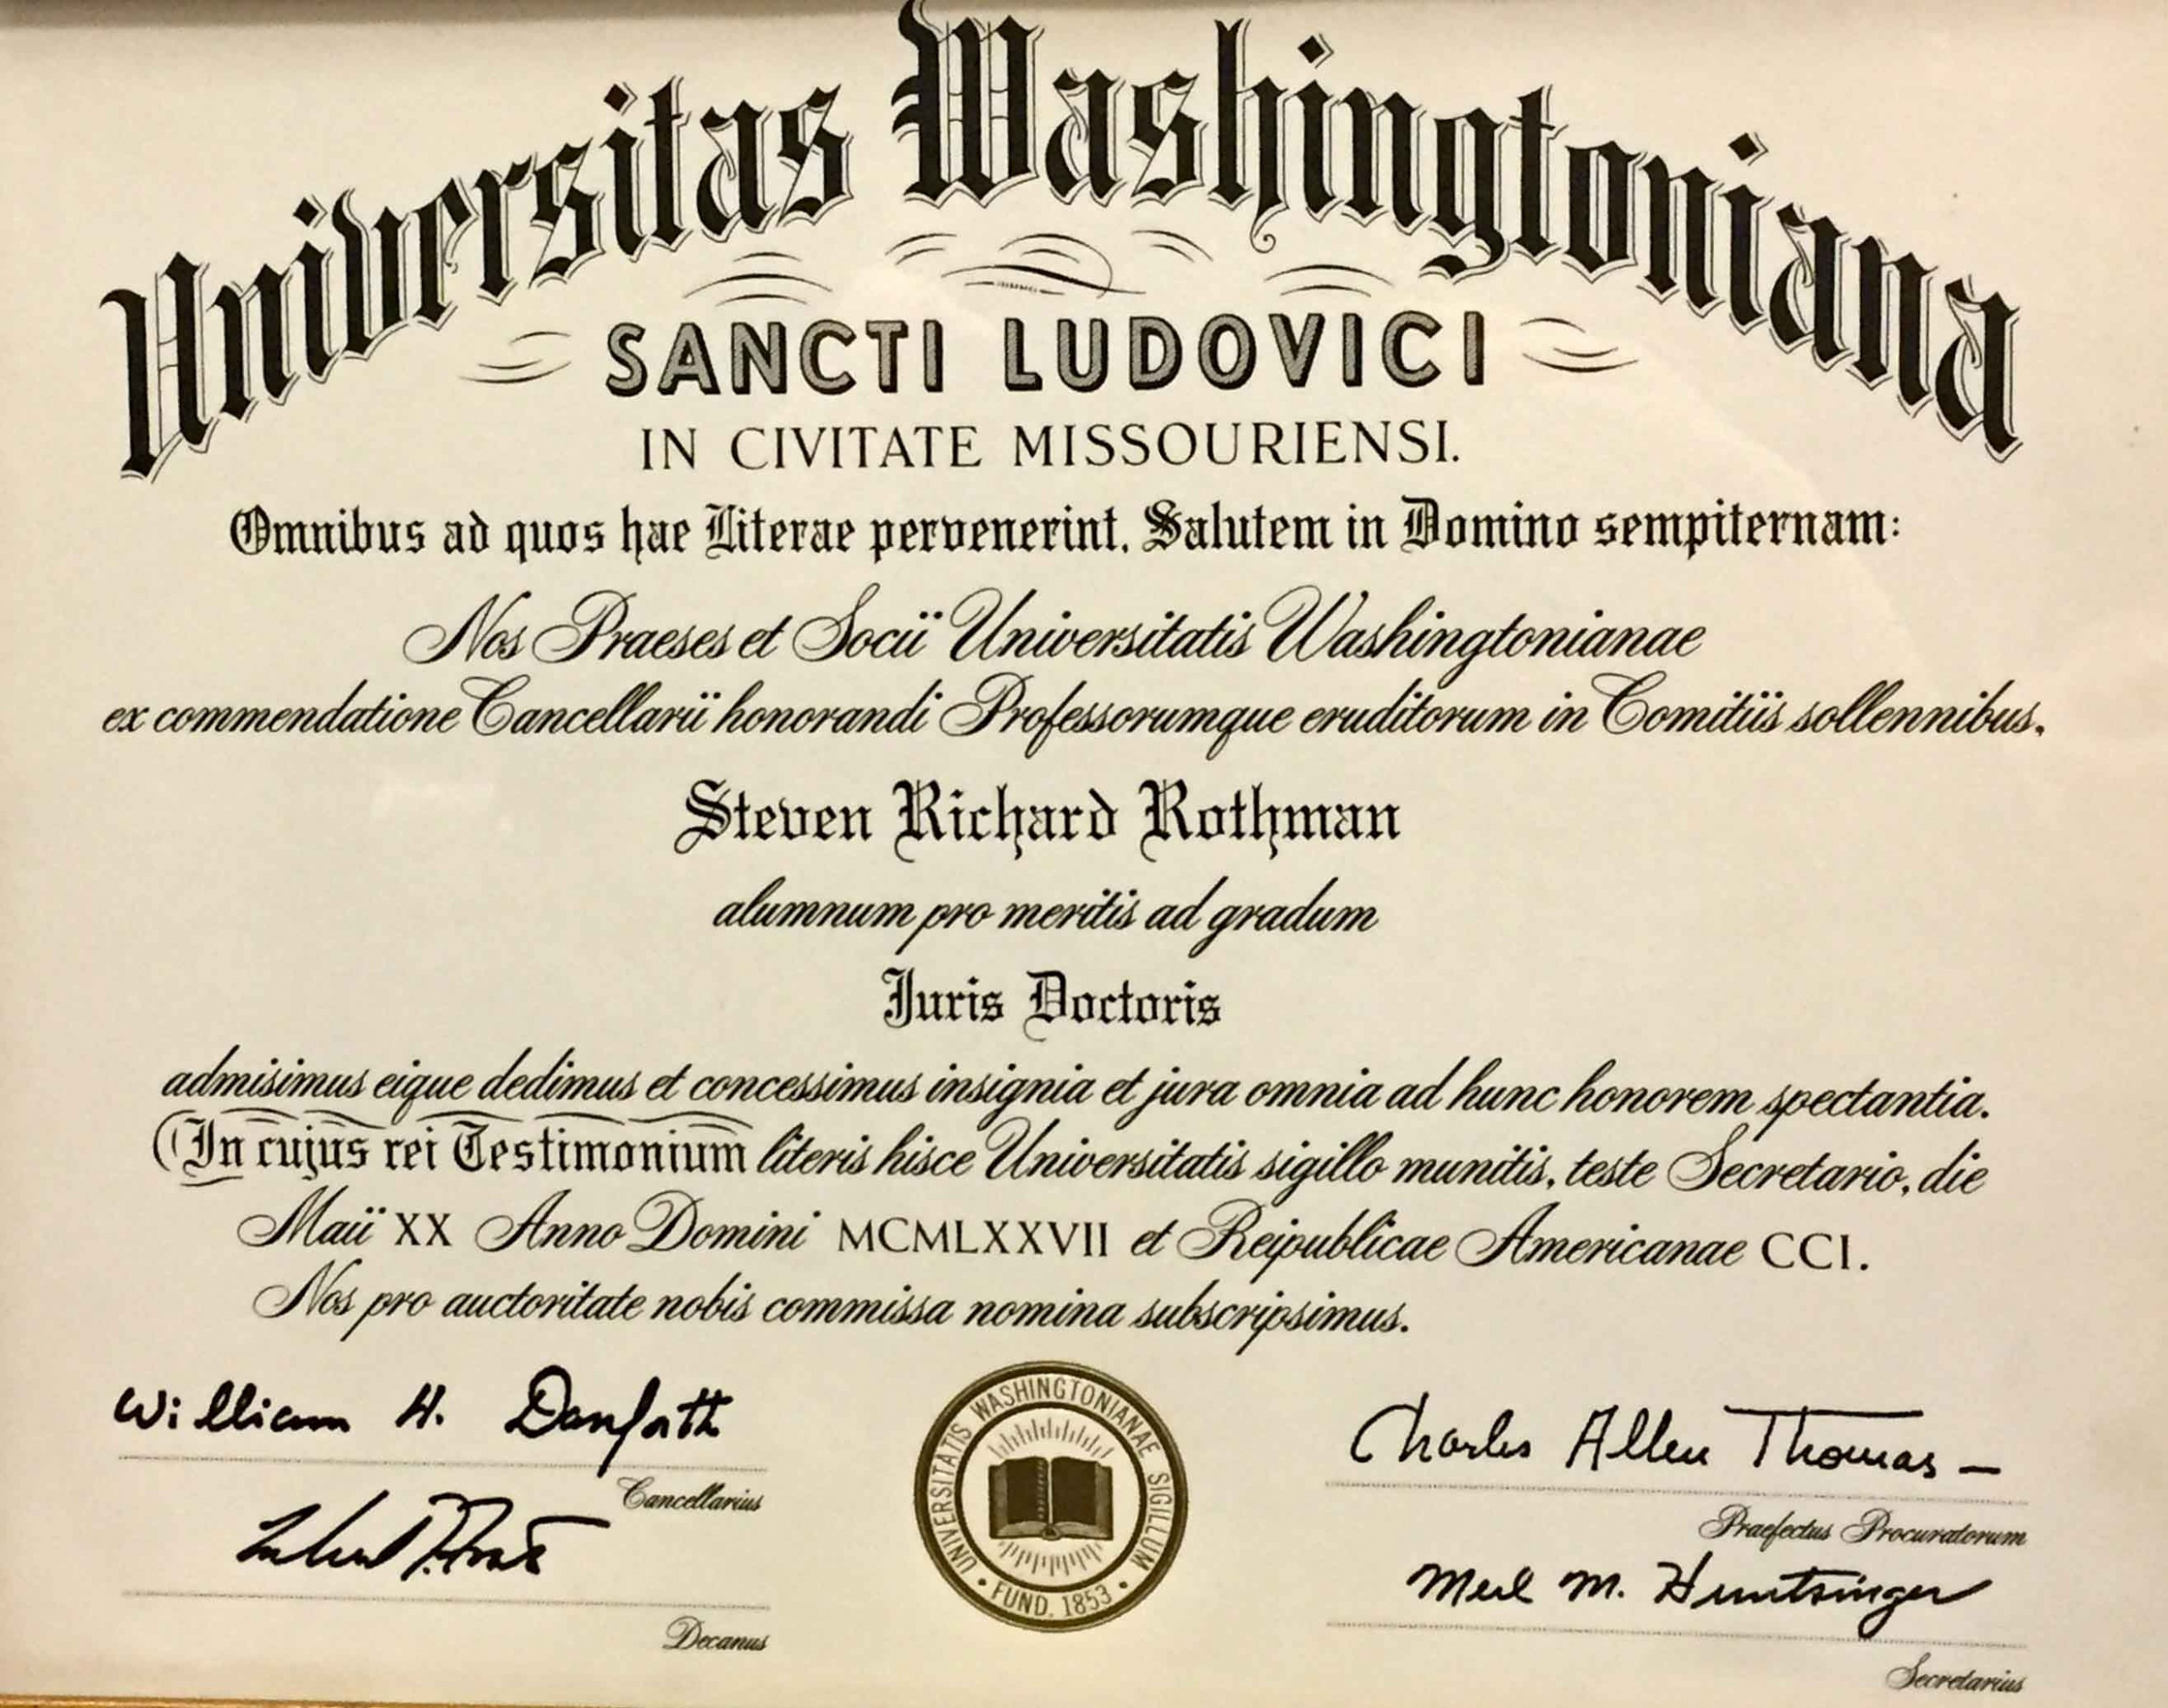 Universitas Washingtoniana
SANCTI LUDOVICI
IN CIVITATE MISSOURIENSI.
Omnibus ad quos hae Literae pervenerint, Salutem in Domino sempiternam:
Nos Praeses et Socii Universitatis Washingtonianae
ex commendatione Cancellarii honorandi Professorumque eruditorum in Comitiis sollennibus,
Steven Richard Rothman
alumnum pro meritis ad gradum
Juris Doctoris
admisimus eique dedimus et concessimus insignia et jura omnia ad hunc honorem spectantia.
In cujus rei Testimonium literis hisce Universitatis sigillo munitis, teste Secretario, die
Maii XX Anno Domini MCMLXXVII et Reipublicae Americanae CCI.
Nos pro auctoritate nobis commissa nomina subscripsimus.
William H. Danforth
Cancellarius
Decanus
UNIVERSITATIS WASHINGTONIANAE SIGILLUM
• FUND. 1853 •
Charles Allen Thomas —
Praefectus Procuratorum
Merl M. Huntsinger
Secretarius